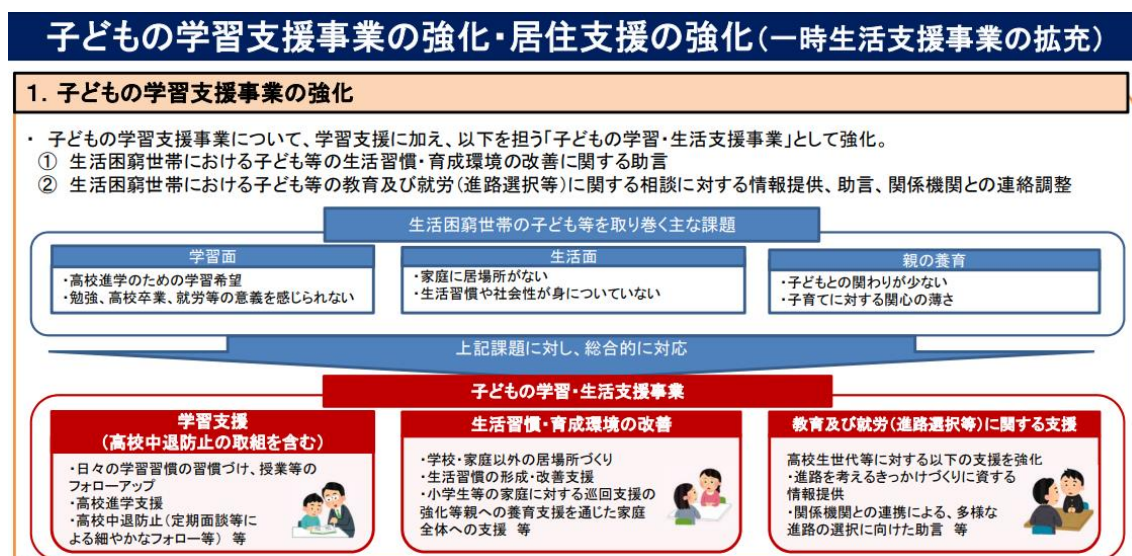 子どもの学習支援事業の強化・居住支援の強化(一時生活支援事業の拡充)
1. 子どもの学習支援事業の強化
・ 子どもの学習支援事業について、学習支援に加え、以下を担う「子どもの学習・生活支援事業」として強化。
① 生活困窮世帯における子ども等の生活習慣・育成環境の改善に関する助言
② 生活困窮世帯における子ども等の教育及び就労(進路選択等)に関する相談に対する情報提供、助言、関係機関との連絡調整
生活困窮世帯の子ども等を取り巻く主な課題
学習面
・高校進学のための学習希望
・勉強、高校卒業、就労等の意義を感じられない
生活面
・家庭に居場所がない
・生活習慣や社会性が身についていない
親の養育
・子どもとの関わりが少ない
・子育てに対する関心の薄さ
上記課題に対し、総合的に対応
子どもの学習・生活支援事業
学習支援
(高校中退防止の取組を含む)
・日々の学習習慣の習慣づけ、授業等の
フォローアップ
・高校進学支援
・高校中退防止(定期面談等に
よる細やかなフォロー等) 等
生活習慣・育成環境の改善
・学校・家庭以外の居場所づくり
・生活習慣の形成・改善支援
・小学生等の家庭に対する巡回支援の
強化等親への養育支援を通じた家庭
全体への支援 等
教育及び就労(進路選択等)に関する支援
高校生世代等に対する以下の支援を強化
・進路を考えるきっかけづくりに資する
情報提供
・関係機関との連携による、多様な
進路の選択に向けた助言 等